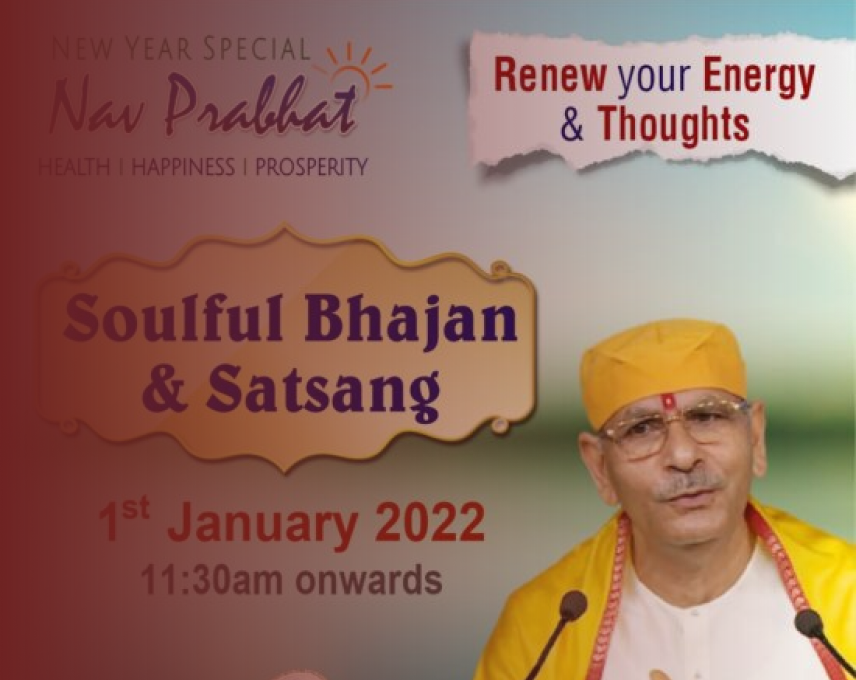 NEW YEAR SPECIAL
Nav Prabhat
HEALTH | HAPPINESS | PROSPERITY
Renew your Energy
& Thoughts
Soulful Bhajan
& Satsang
1st January 2022
11:30am onwards